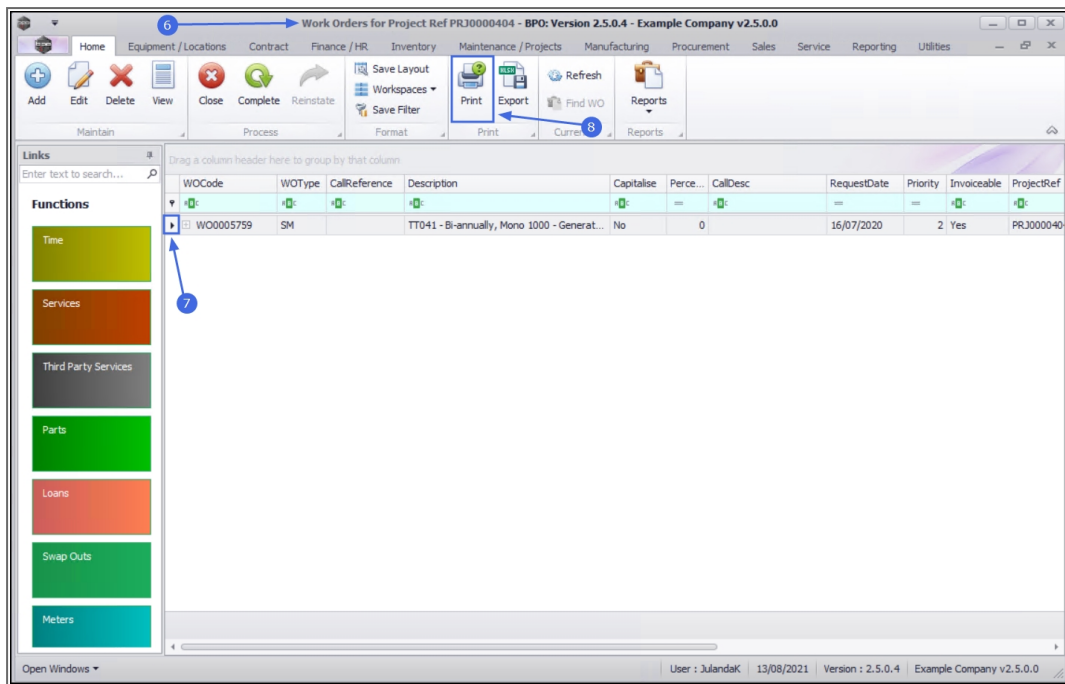 6
Work Orders for Project Ref PRJ0000404 - BPO: Version 2.5.0.4 - Example Company v2.5.0.0
Home Equipment / Locations Contract Finance / HR Inventory Maintenance / Projects Manufacturing Procurement Sales Service Reporting Utilities
Save Layout
Workspaces
Save Filter
Refresh
Find WO
Add Edit Delete View Close Complete Reinstate Print Export Reports
8
Maintain Process Format Print Reports
Links
Enter text to search...
Drag a column header here to group by that column
WOCode WOType CallReference Description Capitalise Perce... CallDesc RequestDate Priority Invoiceable ProjectRef
WO0005759 SM TT041 - Bi-annually, Mono 1000 - Generat... No 0 16/07/2020 2 Yes PRJ000040
7
Functions
Time
Services
Third Party Services
Parts
Loans
Swap Outs
Meters
Open Windows
User : JulandaK 13/08/2021 Version : 2.5.0.4 Example Company v2.5.0.0